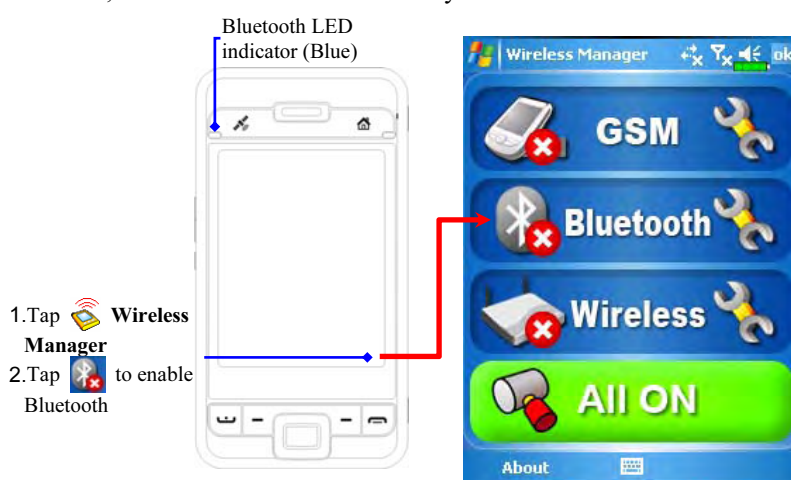 Bluetooth LED
indicator (Blue)
1.Tap Wireless
Manager
2.Tap to enable
Bluetooth
Wireless Manager ok
GSM
Bluetooth
Wireless
All ON
About